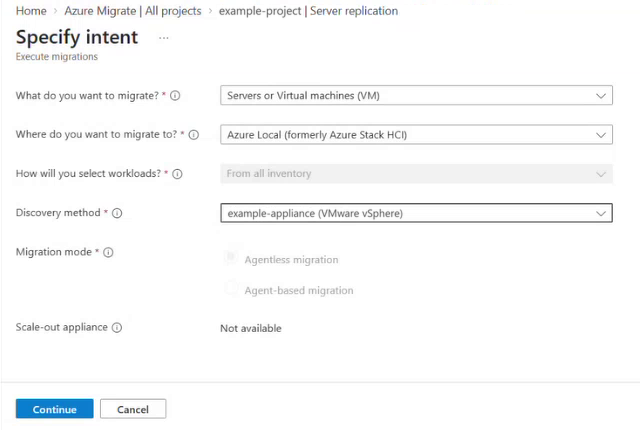 Home > Azure Migrate | All projects > example-project | Server replication
Specify intent ...
Execute migrations
What do you want to migrate? * Servers or Virtual machines (VM)
Where do you want to migrate to? * Azure Local (formerly Azure Stack HCI)
How will you select workloads? * From all inventory
Discovery method * example-appliance (VMware vSphere)
Migration mode * Agentless migration
Agent-based migration
Scale-out appliance Not available
Continue Cancel